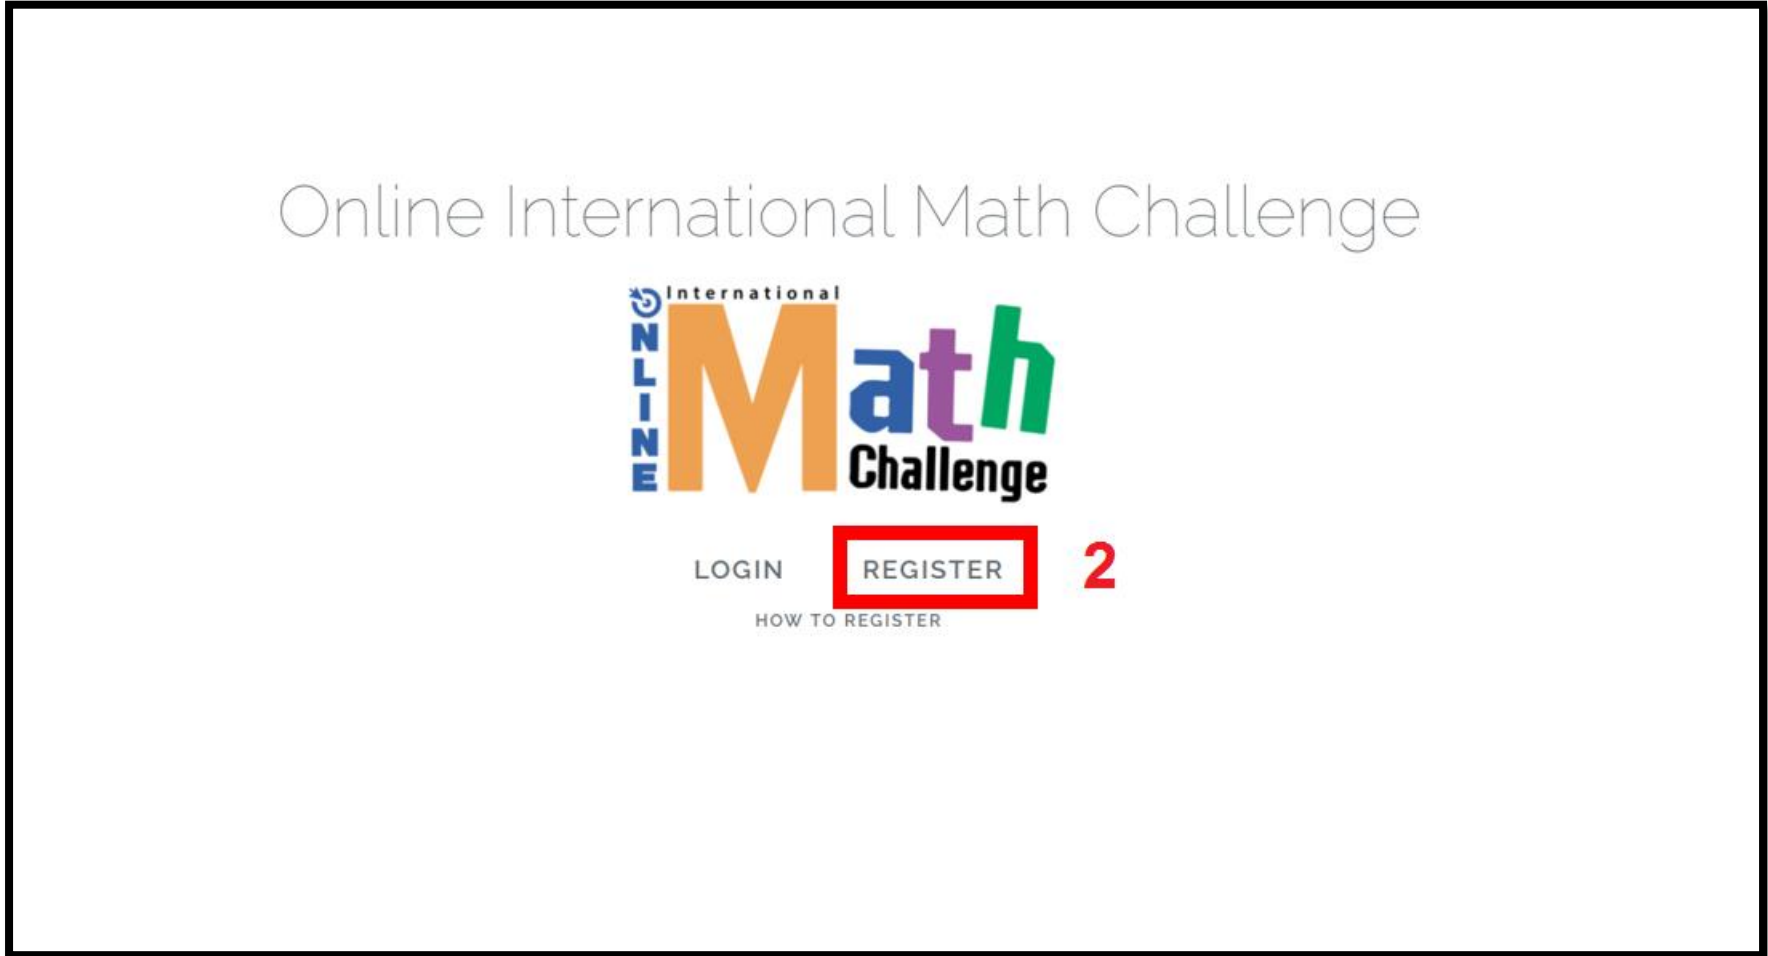 Online International Math Challenge
ONLINE
International
Math
Challenge
LOGIN REGISTER 2
HOW TO REGISTER